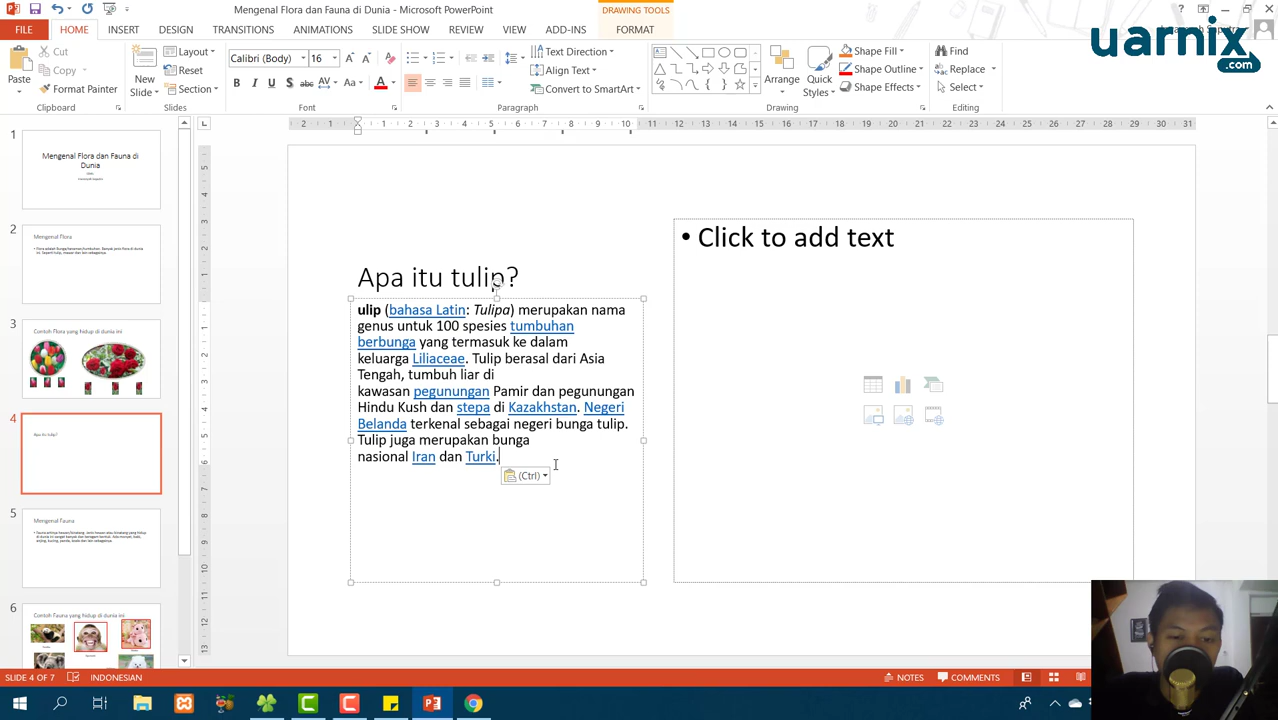 Mengenal Flora dan Fauna di Dunia - Microsoft PowerPoint
DRAWING TOOLS
FILE HOME INSERT DESIGN TRANSITIONS ANIMATIONS SLIDE SHOW REVIEW VIEW ADD-INS FORMAT
uarnix
.com
Paste
Cut
Copy
Format Painter
Clipboard
New
Slide
Layout
Reset
Section
Slides
Calibri (Body) 16
Font
Text Direction
Align Text
Convert to SmartArt
Paragraph
Arrange
Quick
Styles
Shape Fill
Shape Outline
Shape Effects
Drawing
Find
Replace
Select
Editing
1
Mengenal Flora dan Fauna di
Dunia
2
Mengenal Flora
3
Contoh Flora yang hidup di dunia ini
4
Apa itu tulip?
5
Mengenal Fauna
6
Contoh Fauna yang hidup di dunia ini
Apa itu tulip?
ulip (bahasa Latin: Tulipa) merupakan nama
genus untuk 100 spesies tumbuhan
berbunga yang termasuk ke dalam
keluarga Liliaceae. Tulip berasal dari Asia
Tengah, tumbuh liar di
kawasan pegunungan Pamir dan pegunungan
Hindu Kush dan stepa di Kazakhstan. Negeri
Belanda terkenal sebagai negeri bunga tulip.
Tulip juga merupakan bunga
nasional Iran dan Turki.
(Ctrl)
• Click to add text
SLIDE 4 OF 7 INDONESIAN NOTES COMMENTS